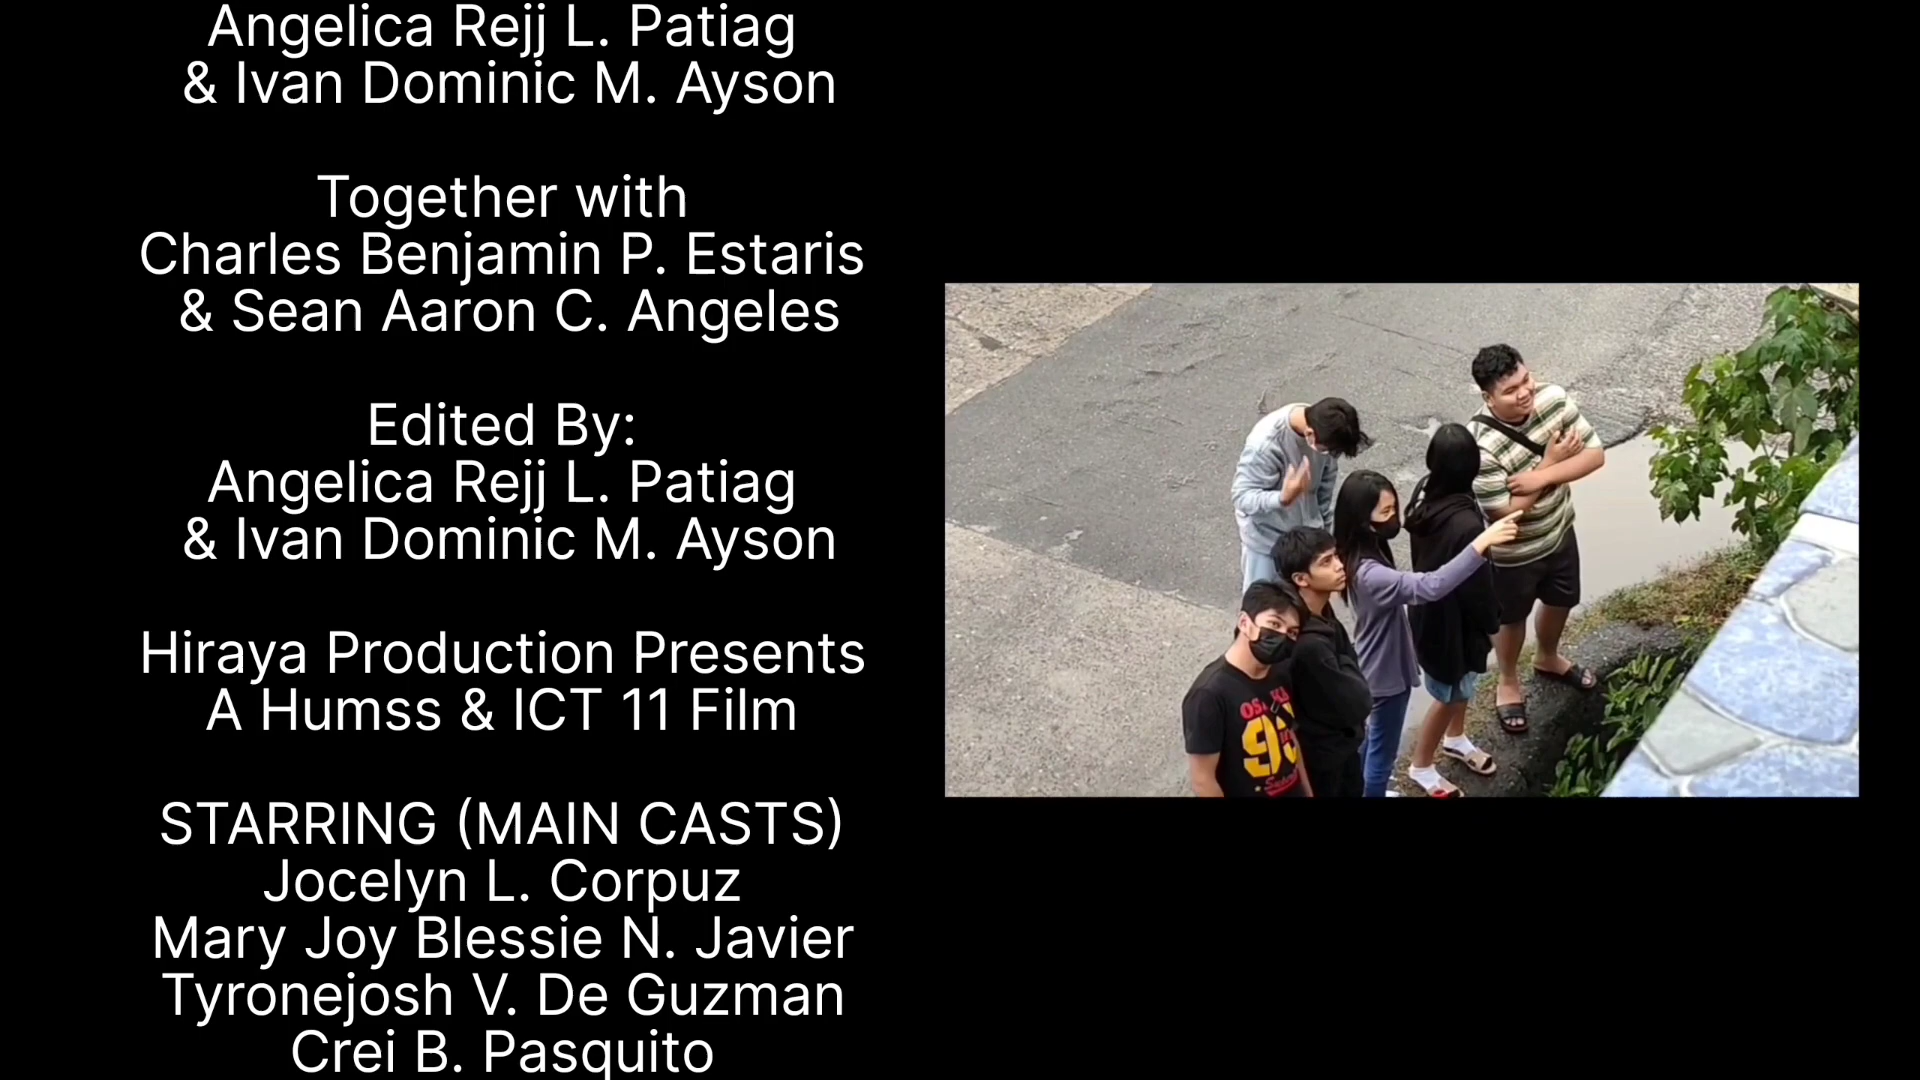 Angelica Rejj L. Patiag
& Ivan Dominic M. Ayson
Together with
Charles Benjamin P. Estaris
& Sean Aaron C. Angeles
Edited By:
Angelica Rejj L. Patiag
& Ivan Dominic M. Ayson
Hiraya Production Presents
A Humss & ICT 11 Film
STARRING (MAIN CASTS)
Jocelyn L. Corpuz
Mary Joy Blessie N. Javier
Tyronejosh V. De Guzman
Crei B. Pasquito